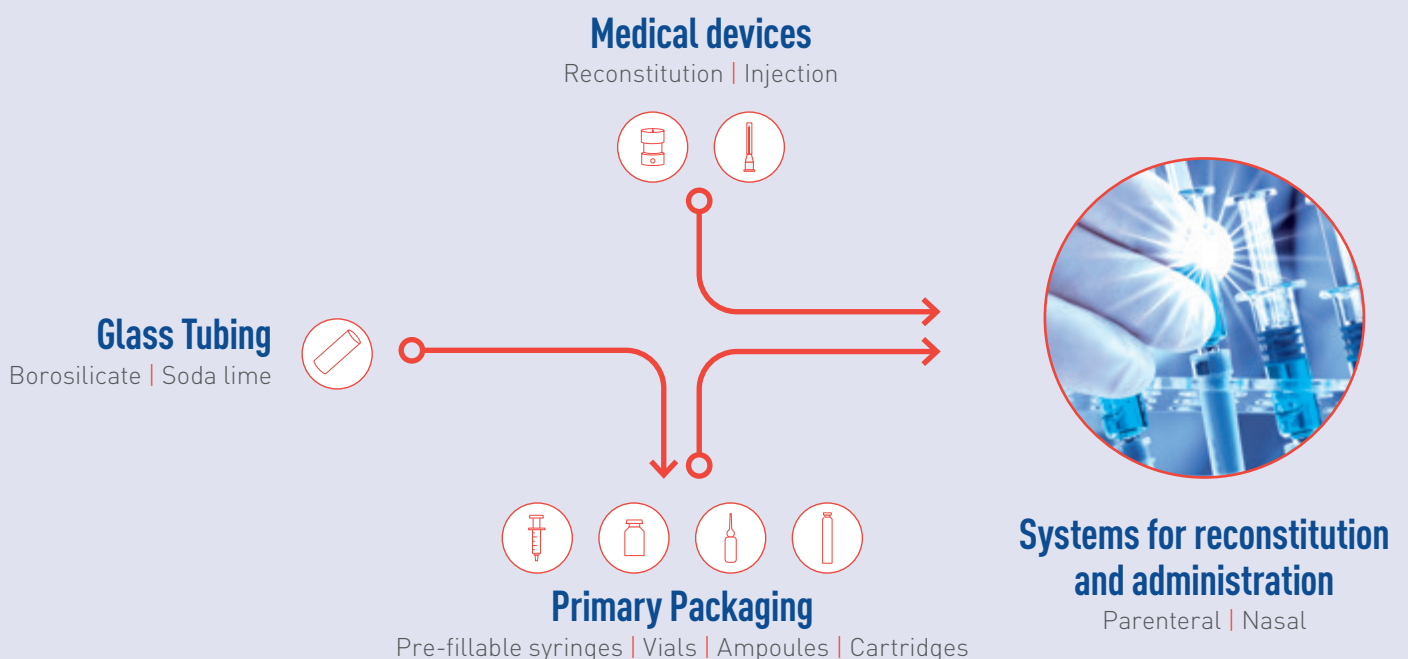 Medical devices
Reconstitution | Injection
Glass Tubing
Borosilicate | Soda lime
Primary Packaging
Pre-fillable syringes | Vials | Ampoules | Cartridges
Systems for reconstitution
and administration
Parenteral | Nasal